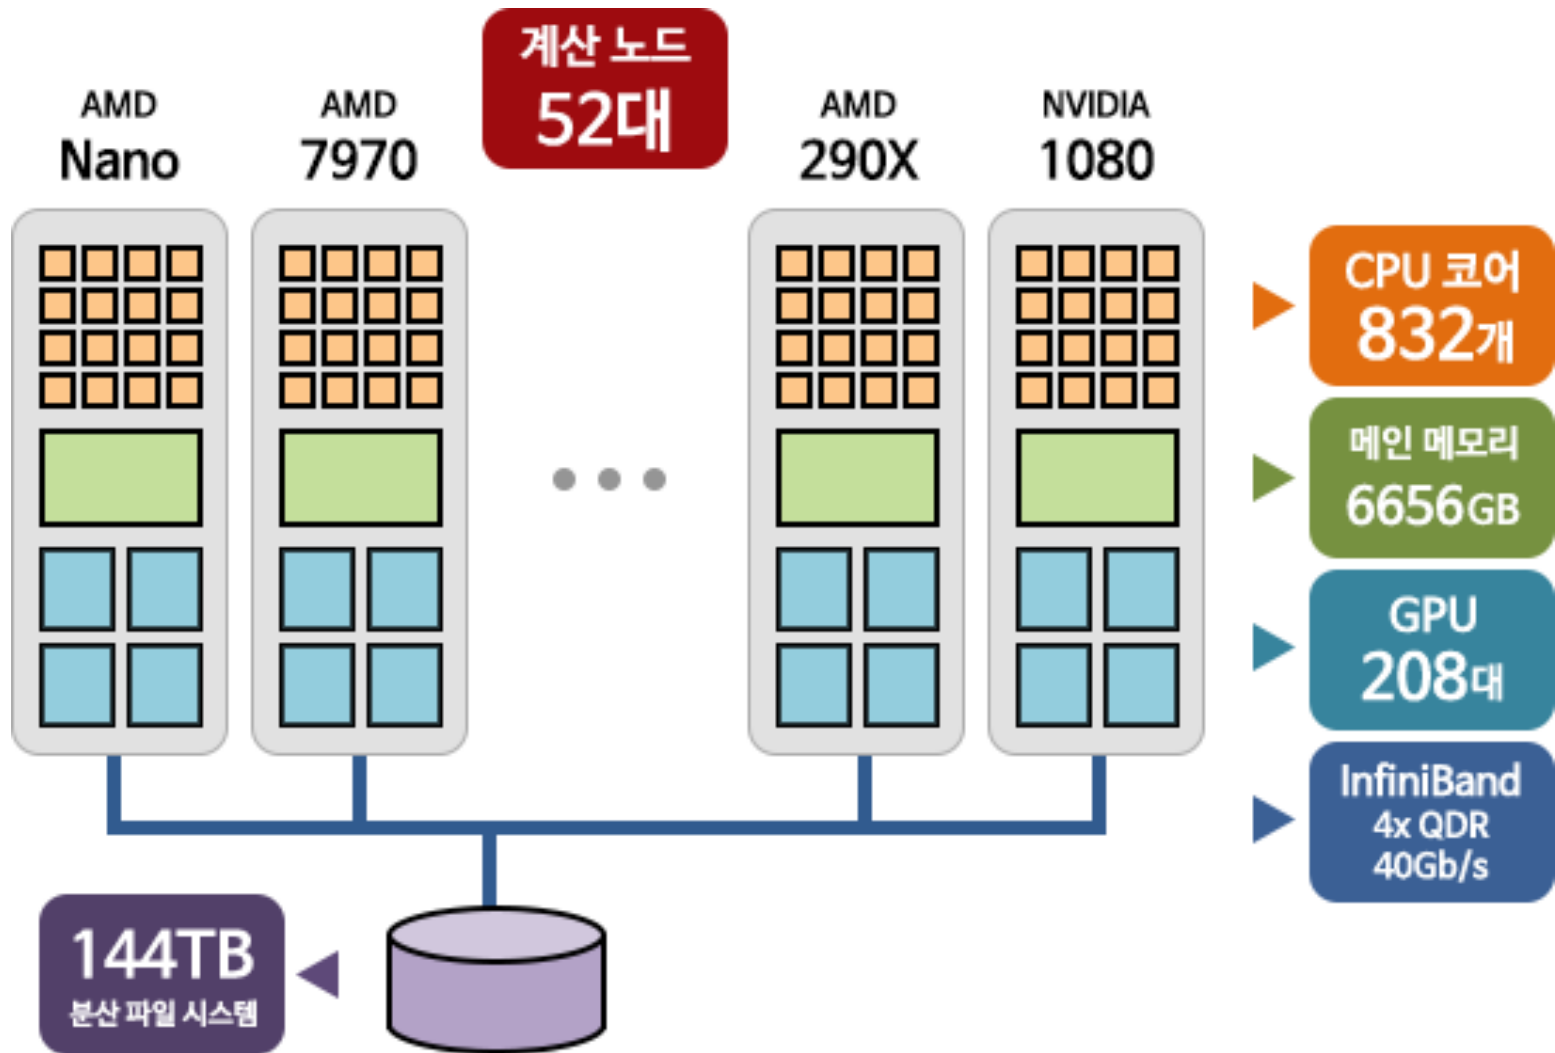 계산 노드
52대
AMD
Nano
AMD
7970
AMD
290X
NVIDIA
1080
CPU 코어
832개
메인 메모리
6656GB
GPU
208대
InfiniBand
4x QDR
40Gb/s
144TB
분산 파일 시스템